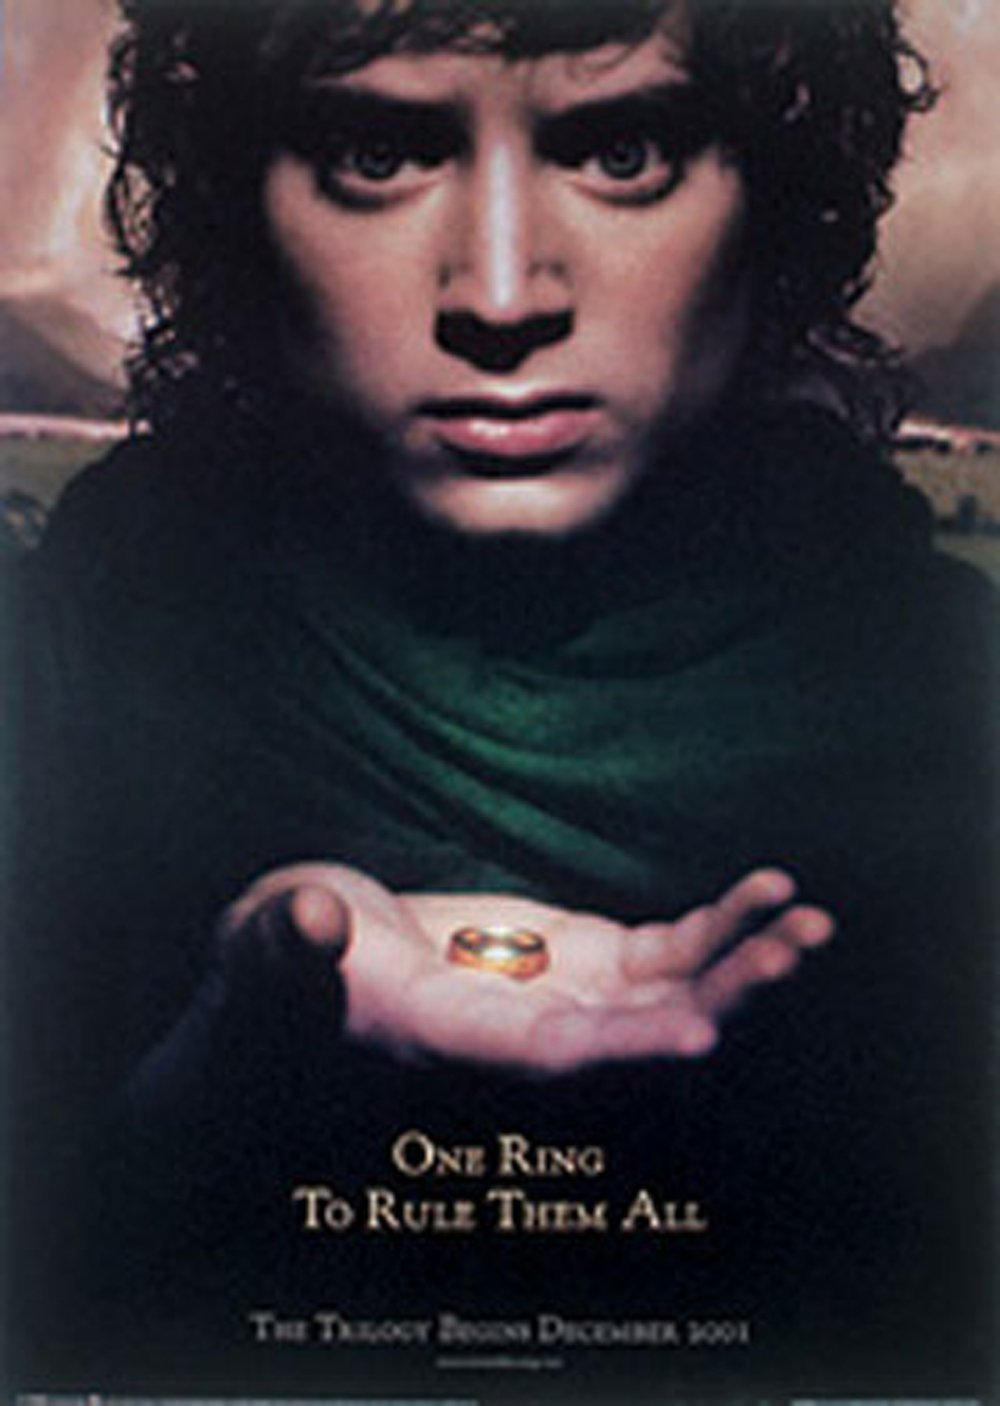 One Ring
To Rule Them All
The Trilogy Begins December 2001